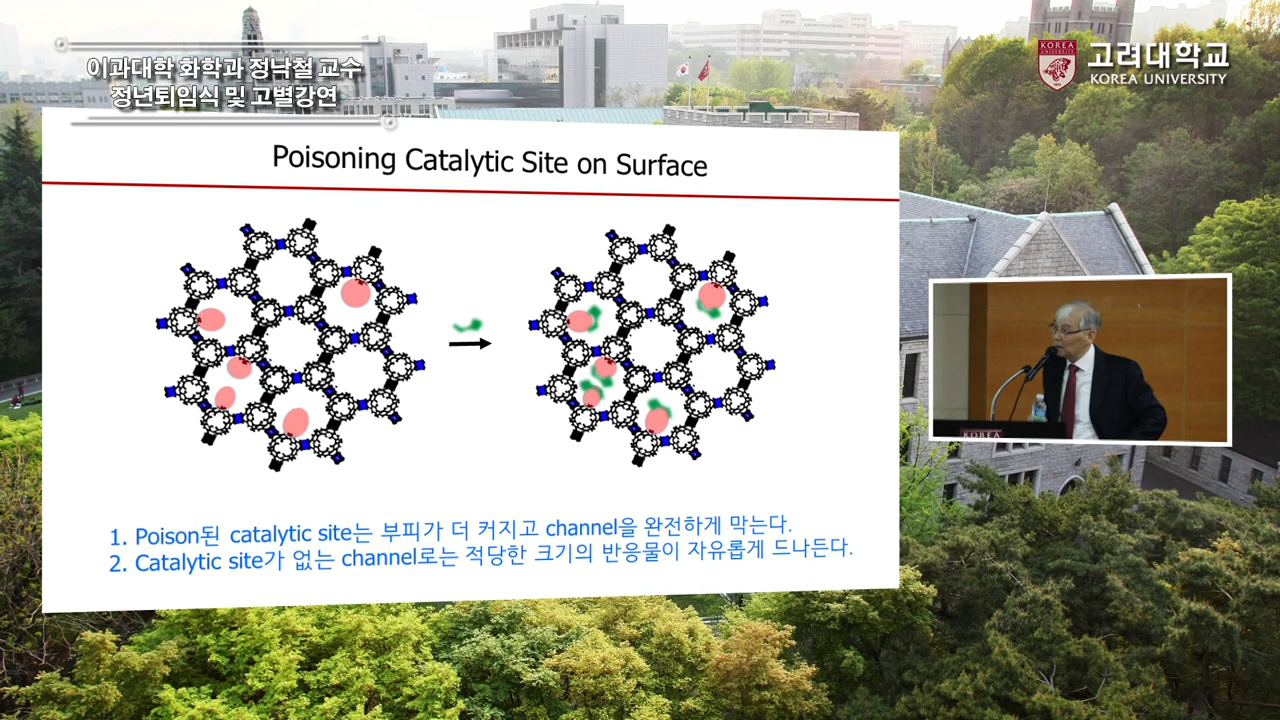 이과대학 화학과 정낙철 교수
정년퇴임식 및 고별강연
KOREA
UNIVERSITY
고려대학교
KOREA UNIVERSITY
Poisoning Catalytic Site on Surface
1. Poison된 catalytic site는 부피가 더 커지고 channel을 완전하게 막는다.
2. Catalytic site가 없는 channel로는 적당한 크기의 반응물이 자유롭게 드나든다.
KOREA